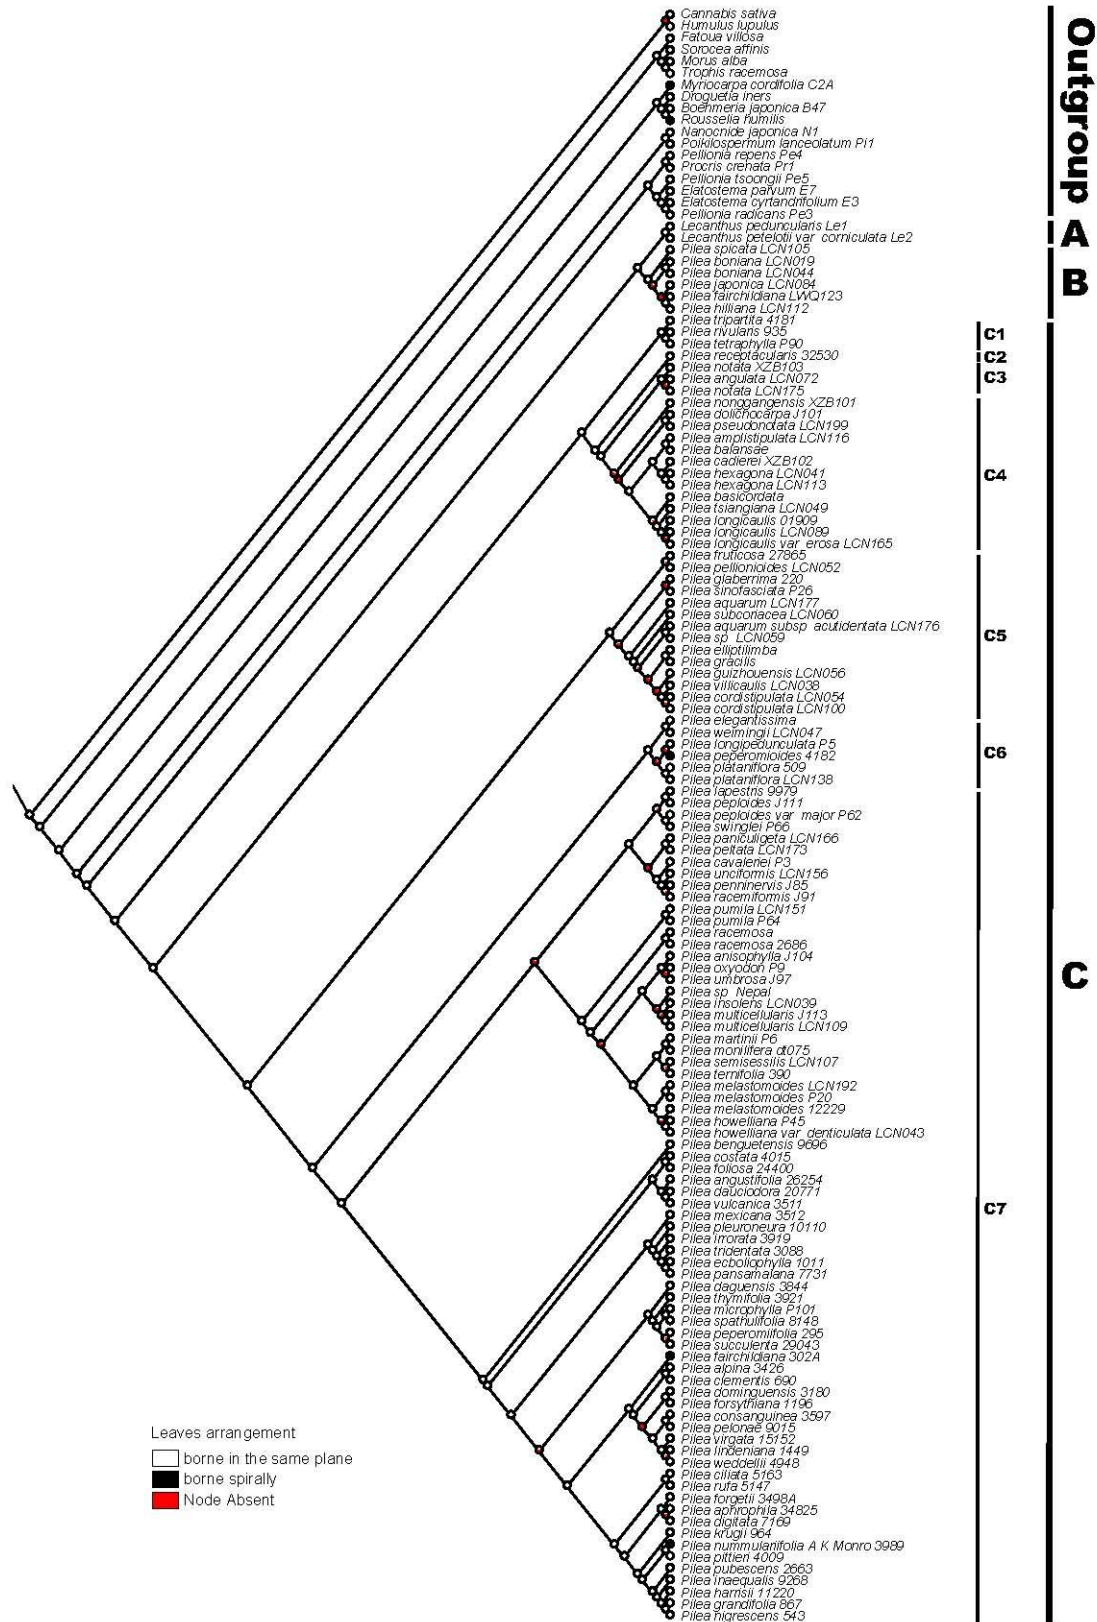 Cannabis sativa
Humulus lupulus
Fatoua villosa
Sorocea affinis
Morus alba
Trophis racemosa
Myriocarpa cordifolia C2A
Droguetia iners
Boehmeria japonica B47
Rousselia humilis
Nanocnide japonica N1
Poikilospermum lanceolatum Pi1
Pellionia repens Pe4
Procris crenata Pr1
Pellionia tsoongii Pe5
Elatostema parvum E7
Elatostema cyrtandrifolium E3
Pellionia radicans Pe3
Outgroup
Lecanthus peduncularis Le1
Lecanthus petelotii var corniculata Le2
A
Pilea spicata LCN105
Pilea boniana LCN019
Pilea boniana LCN044
Pilea japonica LCN084
Pilea fairchildiana LWQ123
Pilea hilliana LCN112
B
Pilea tripartita 4181
Pilea rivularis 935
Pilea tetraphylla P90
C1
Pilea receptacularis 32530
C2
Pilea notata XZB103
Pilea angulata LCN072
Pilea notata LCN175
C3
Pilea nonggangensis XZB101
Pilea dolichocarpa J101
Pilea pseudonotata LCN199
Pilea amplistipulata LCN116
Pilea balansae
Pilea cadierei XZB102
Pilea hexagona LCN041
Pilea hexagona LCN113
Pilea basicordata
Pilea tsiangiana LCN049
Pilea longicaulis 01909
Pilea longicaulis LCN089
Pilea longicaulis var erosa LCN165
C4
Pilea fruticosa 27865
Pilea pellionioides LCN052
Pilea glaberrima 220
Pilea sinofasciata P26
Pilea aquarum LCN177
Pilea subcoriacea LCN060
Pilea aquarum subsp acutidentata LCN176
Pilea sp LCN059
Pilea elliptilimba
Pilea gracilis
Pilea guizhouensis LCN056
Pilea villicaulis LCN038
Pilea cordistipulata LCN054
Pilea cordistipulata LCN100
C5
Pilea elegantissima
Pilea weimingii LCN047
Pilea longipedunculata P5
Pilea peperomioides 4182
Pilea plataniflora 509
Pilea plataniflora LCN138
C6
Pilea lapestris 9979
Pilea peploides J111
Pilea peploides var major P62
Pilea swinglei P66
Pilea paniculigeta LCN166
Pilea peltata LCN173
Pilea cavaleriei P3
Pilea unciformis LCN156
Pilea penninervis J85
Pilea racemiformis J91
Pilea pumila LCN151
Pilea pumila P64
Pilea racemosa
Pilea racemosa 2686
Pilea anisophylla J104
Pilea oxyodon P9
Pilea umbrosa J97
Pilea sp Nepal
Pilea insolens LCN039
Pilea multicellularis J113
Pilea multicellularis LCN109
Pilea martinii P6
Pilea monilifera dt075
Pilea semisessilis LCN107
Pilea ternifolia 390
Pilea melastomoides LCN192
Pilea melastomoides P20
Pilea melastomoides 12229
Pilea howelliana P45
Pilea howelliana var denticulata LCN043
Pilea benguetensis 9696
Pilea costata 4015
Pilea foliosa 24400
Pilea angustifolia 26254
Pilea dauciodora 20771
Pilea vulcanica 3511
Pilea mexicana 3512
Pilea pleuroneura 10110
Pilea irrorata 3919
Pilea tridentata 3088
Pilea ecboliophylla 1011
Pilea pansamalana 7731
Pilea daguensis 3844
Pilea thymifolia 3921
Pilea microphylla P101
Pilea spathulifolia 8148
Pilea peperomiifolia 295
Pilea succulenta 29043
Pilea fairchildiana 302A
Pilea alpina 3426
Pilea clementis 690
Pilea dominguensis 3180
Pilea forsythiana 1196
Pilea consanguinea 3597
Pilea pelonae 9015
Pilea virgata 15152
Pilea lindeniana 1449
Pilea weddellii 4948
Pilea ciliata 5163
Pilea rufa 5147
Pilea forgetii 3498A
Pilea aphrophila 34825
Pilea digitata 7169
Pilea krugii 964
Pilea nummularifolia A K Monro 3989
Pilea pittieri 4009
Pilea pubescens 2663
Pilea inaequalis 9268
Pilea harrisii 11220
Pilea grandifolia 867
Pilea nigrescens 543
C7
C
Leaves arrangement
borne in the same plane
borne spirally
Node Absent